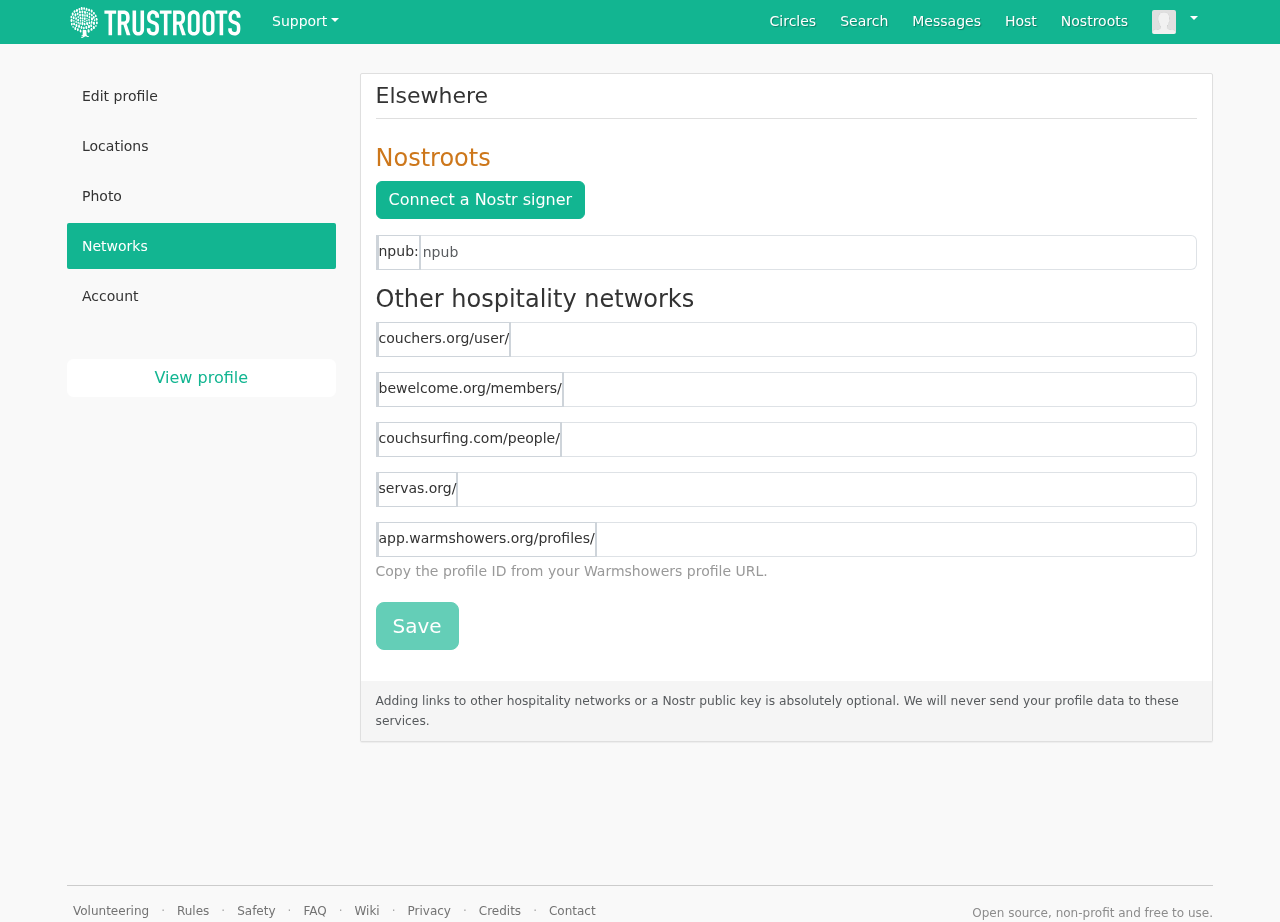 TRUSTROOTS
Support
Circles
Search
Messages
Host
Nostroots
Edit profile
Locations
Photo
Networks
Account
View profile
Elsewhere
Nostroots
Connect a Nostr signer
npub: npub
Other hospitality networks
couchers.org/user/
bewelcome.org/members/
couchsurfing.com/people/
servas.org/
app.warmshowers.org/profiles/
Copy the profile ID from your Warmshowers profile URL.
Save
Adding links to other hospitality networks or a Nostr public key is absolutely optional. We will never send your profile data to these
services.
Volunteering · Rules · Safety · FAQ · Wiki · Privacy · Credits · Contact
Open source, non-profit and free to use.